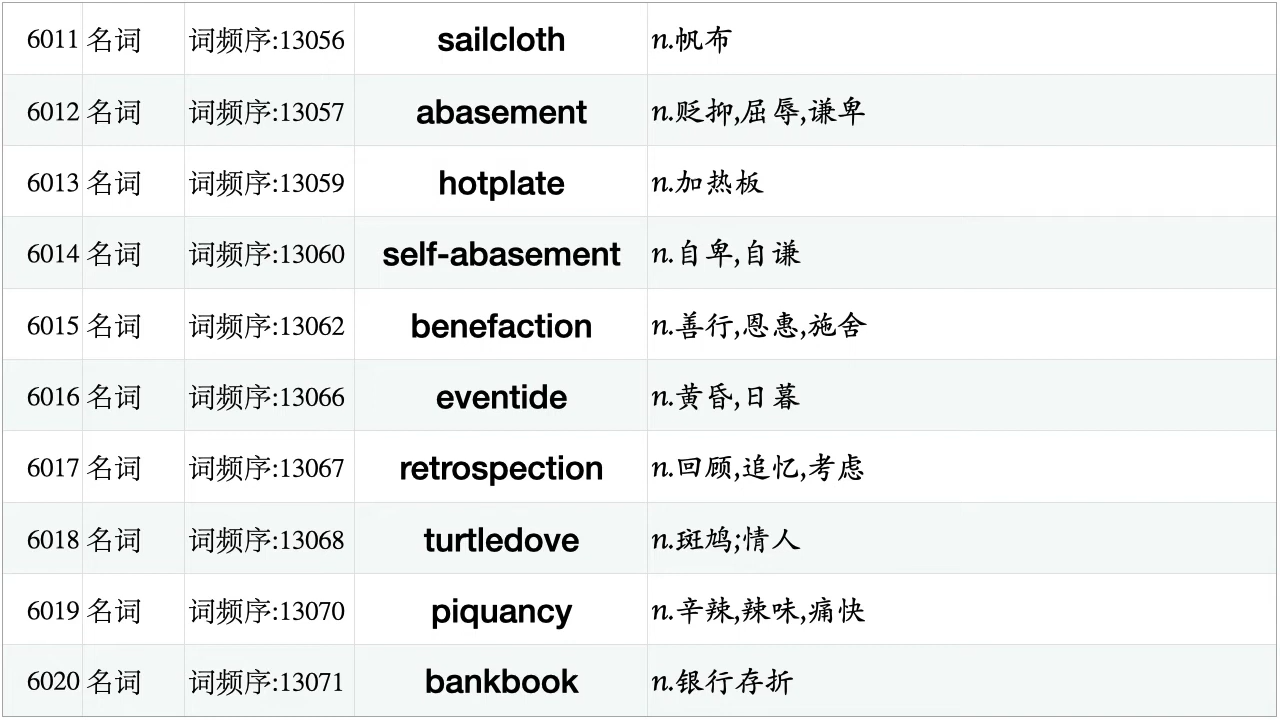 6011 名词 词频序:13056 sailcloth n.帆布
6012 名词 词频序:13057 abasement n.贬抑,屈辱,谦卑
6013 名词 词频序:13059 hotplate n.加热板
6014 名词 词频序:13060 self-abasement n.自卑,自谦
6015 名词 词频序:13062 benefaction n.善行,恩惠,施舍
6016 名词 词频序:13066 eventide n.黄昏,日暮
6017 名词 词频序:13067 retrospection n.回顾,追忆,考虑
6018 名词 词频序:13068 turtledove n.斑鸠;情人
6019 名词 词频序:13070 piquancy n.辛辣,辣味,痛快
6020 名词 词频序:13071 bankbook n.银行存折